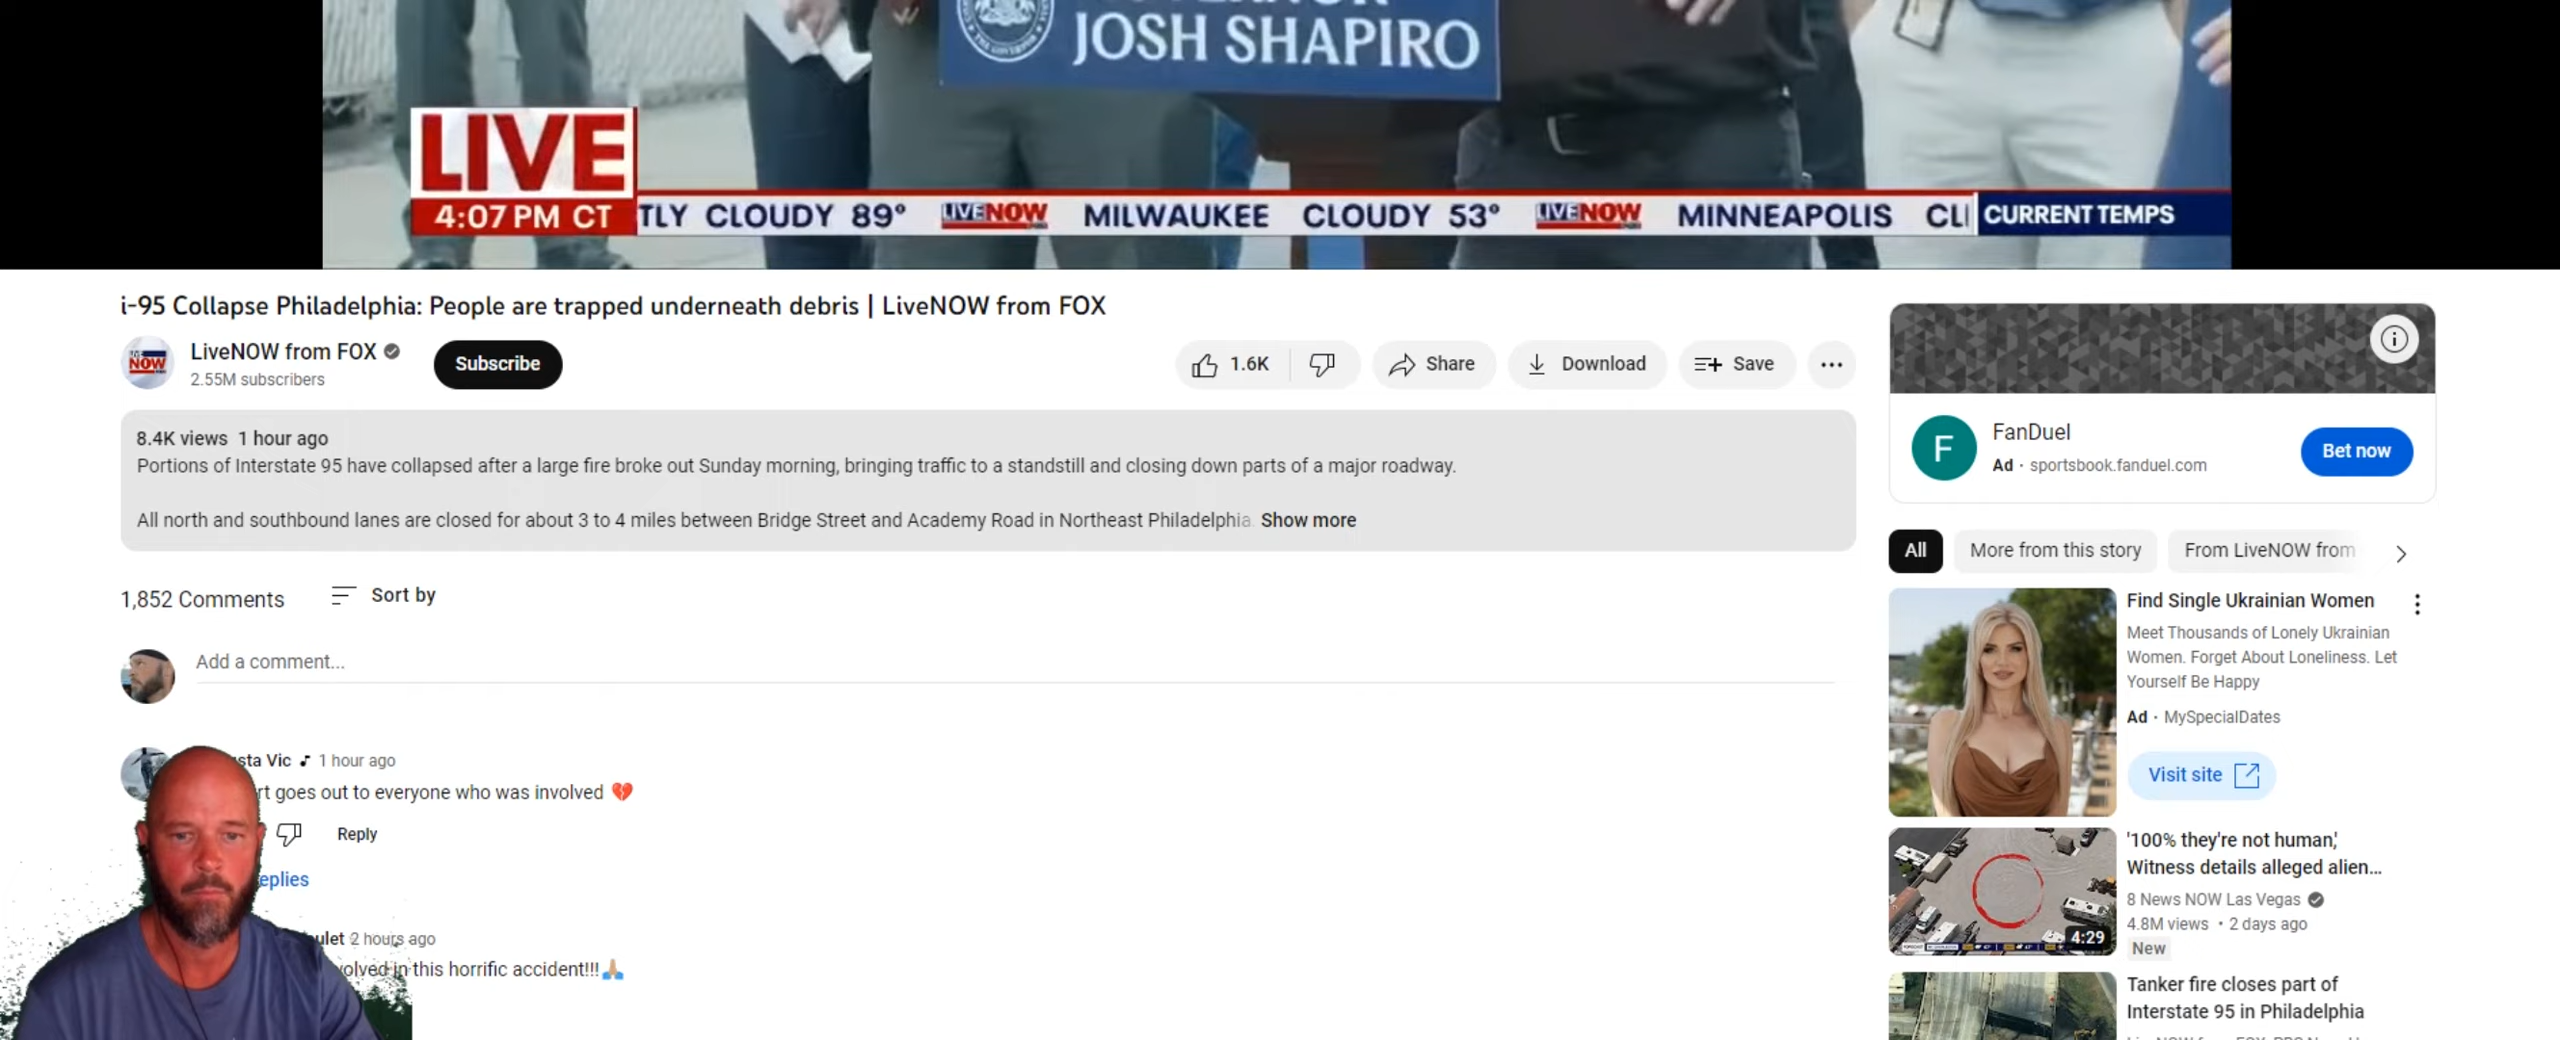 JOSH SHAPIRO
LIVE
4:07 PM CT
TLY CLOUDY 89° LIVENOW MILWAUKEE CLOUDY 53° LIVENOW MINNEAPOLIS CL
CURRENT TEMPS
i-95 Collapse Philadelphia: People are trapped underneath debris | LiveNOW from FOX
LIVE
NOW
LiveNOW from FOX
2.55M subscribers
Subscribe
1.6K
Share
Download
Save
8.4K views 1 hour ago
Portions of Interstate 95 have collapsed after a large fire broke out Sunday morning, bringing traffic to a standstill and closing down parts of a major roadway.
All north and southbound lanes are closed for about 3 to 4 miles between Bridge Street and Academy Road in Northeast Philadelphia. Show more
1,852 Comments
Sort by
Add a comment...
sta Vic 1 hour ago
rt goes out to everyone who was involved 💔
Reply
eplies
ulet 2 hours ago
volved in this horrific accident!!!🙏🏼
F
FanDuel
Ad · sportsbook.fanduel.com
Bet now
All
More from this story
From LiveNOW from
Find Single Ukrainian Women
Meet Thousands of Lonely Ukrainian
Women. Forget About Loneliness. Let
Yourself Be Happy
Ad · MySpecialDates
Visit site
4:29
'100% they're not human,'
Witness details alleged alien...
8 News NOW Las Vegas
4.8M views · 2 days ago
New
Tanker fire closes part of
Interstate 95 in Philadelphia